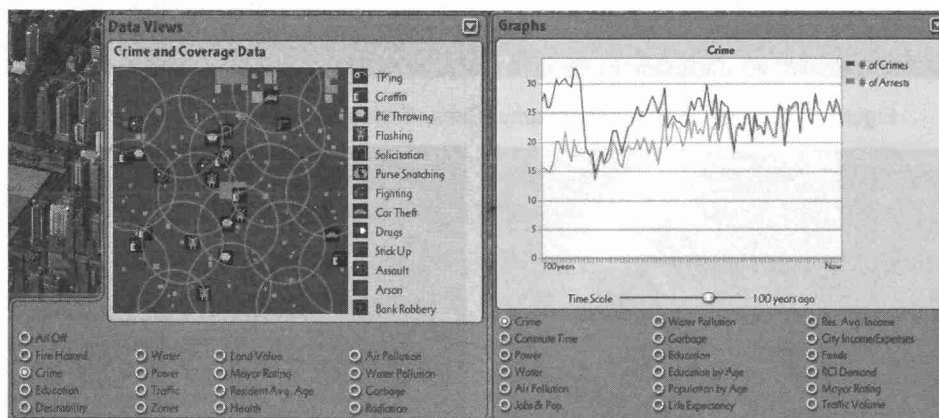 Data Views
Crime and Coverage Data
TP'ing
Graffiti
Pie Throwing
Flashing
Solicitation
Purse Snatching
Fighting
Car Theft
Drugs
Stick Up
Assault
Arson
Bank Robbery
All Off
Fire Hazard
Crime
Education
Desirability
Water
Power
Traffic
Zones
Land Value
Mayor Rating
Resident Avg. Age
Health
Air Pollution
Water Pollution
Garbage
Radiation
Graphs
Crime
# of Crimes
# of Arrests
30
25
20
15
10
5
0
100years
Now
Time Scale
100 years ago
Crime
Commute Time
Power
Water
Air Pollution
Jobs & Pop.
Water Pollution
Garbage
Education
Education by Age
Population by Age
Life Expectancy
Res. Avg. Income
City Income/Expenses
Funds
RCI Demand
Mayor Rating
Traffic Volume